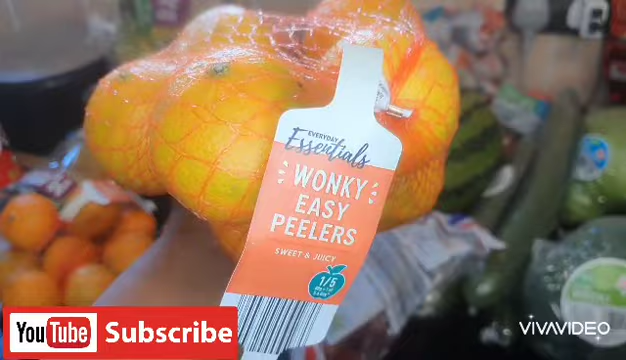 EVERYDAY
Essentials
WONKY
EASY
PEELERS
SWEET & JUICY
1/5
YouTube Subscribe
VIVAVIDEO